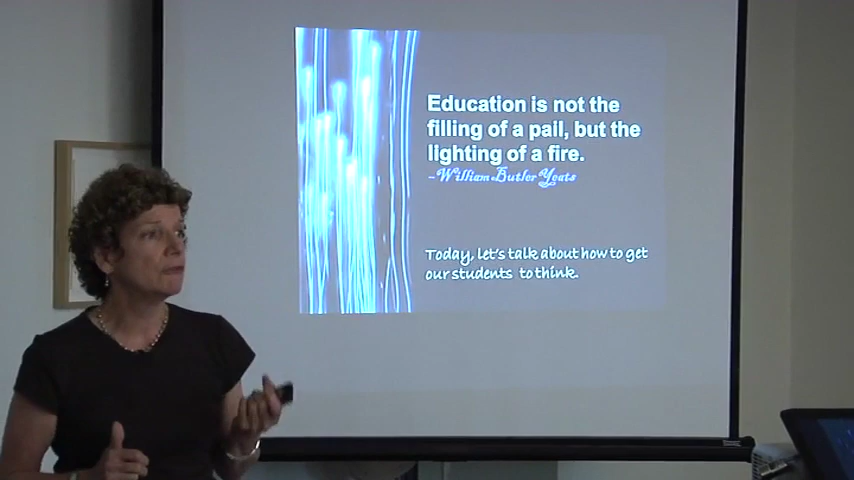 Education is not the
filling of a pail, but the
lighting of a fire.
~William Butler Yeats
Today, let's talk about how to get
our students to think.